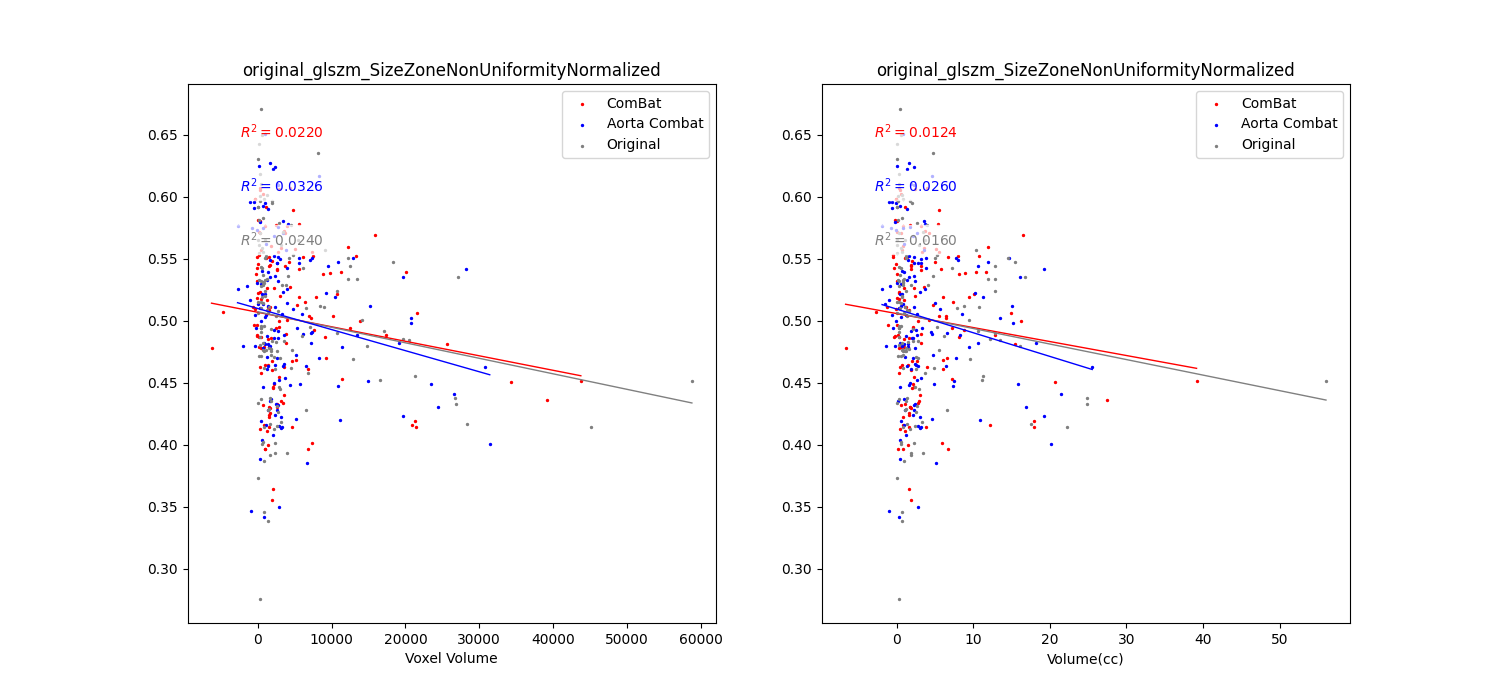 original_glszm_SizeZoneNonUniformityNormalized
ComBat
Aorta Combat
Original
R² = 0.0220
R² = 0.0326
R² = 0.0240
0.65
0.60
0.55
0.50
0.45
0.40
0.35
0.30
0 10000 20000 30000 40000 50000 60000
Voxel Volume
original_glszm_SizeZoneNonUniformityNormalized
ComBat
Aorta Combat
Original
R² = 0.0124
R² = 0.0260
R² = 0.0160
0.65
0.60
0.55
0.50
0.45
0.40
0.35
0.30
0 10 20 30 40 50
Volume(cc)